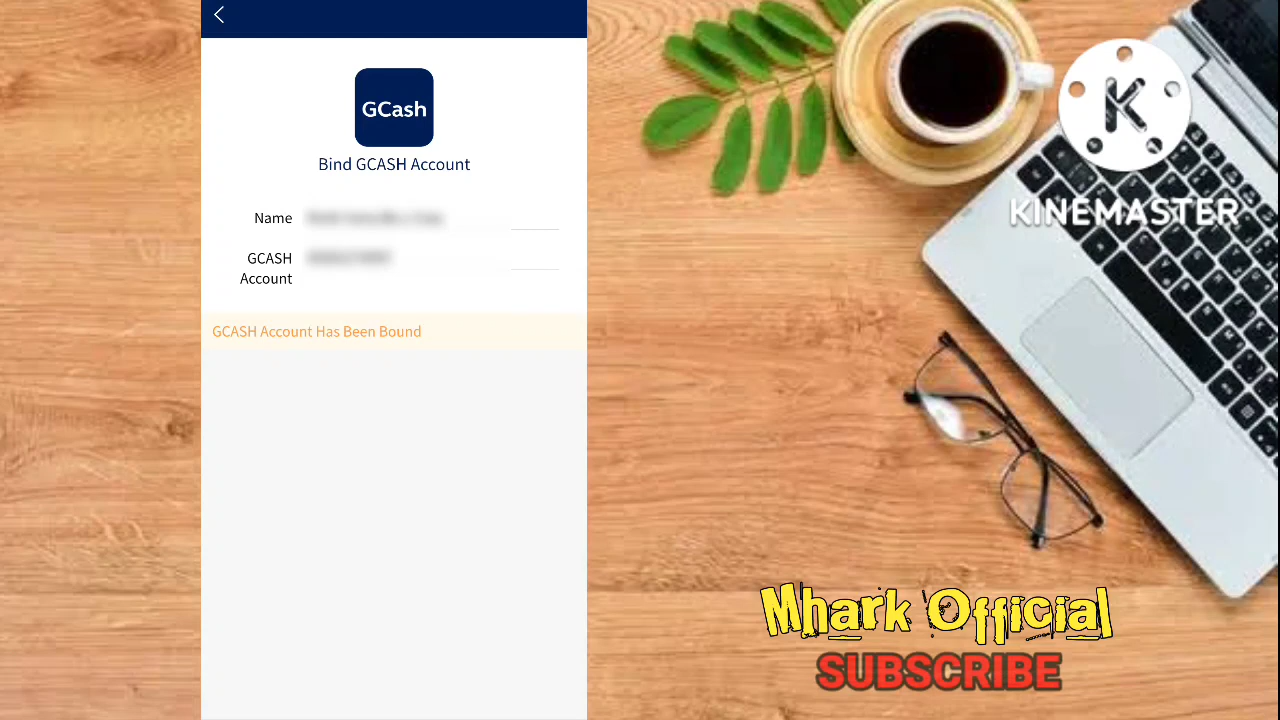 GCash
Bind GCASH Account
Name
GCASH
Account
GCASH Account Has Been Bound
K
KINEMASTER
Mhark Official
SUBSCRIBE